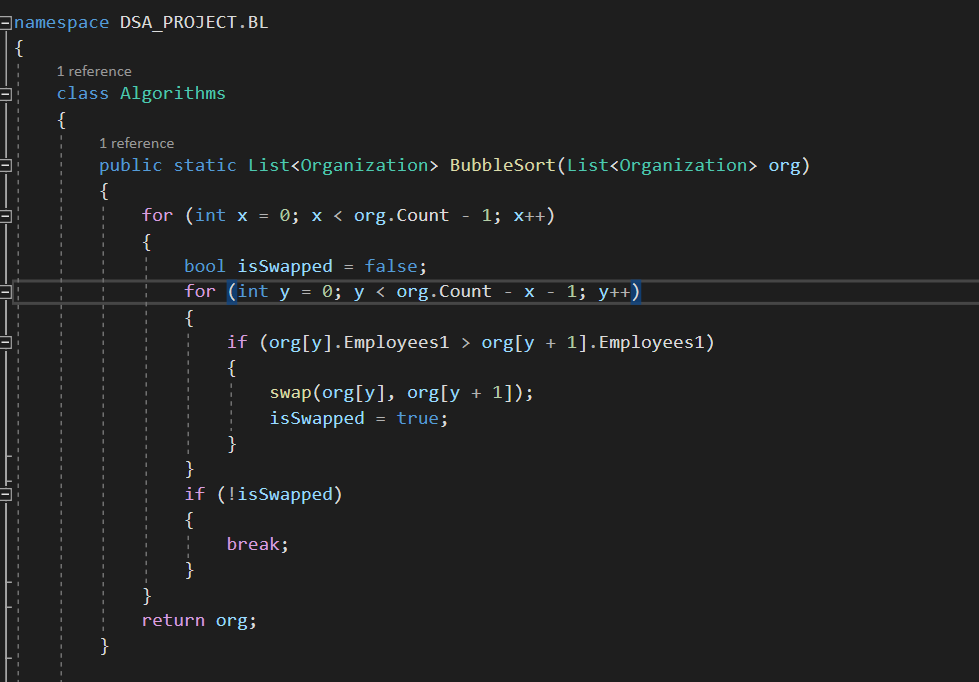 namespace DSA_PROJECT.BL
{
1 reference
class Algorithms
{
1 reference
public static List<Organization> BubbleSort(List<Organization> org)
{
for (int x = 0; x < org.Count - 1; x++)
{
bool isSwapped = false;
for (int y = 0; y < org.Count - x - 1; y++)
{
if (org[y].Employees1 > org[y + 1].Employees1)
{
swap(org[y], org[y + 1]);
isSwapped = true;
}
}
if (!isSwapped)
{
break;
}
}
return org;
}